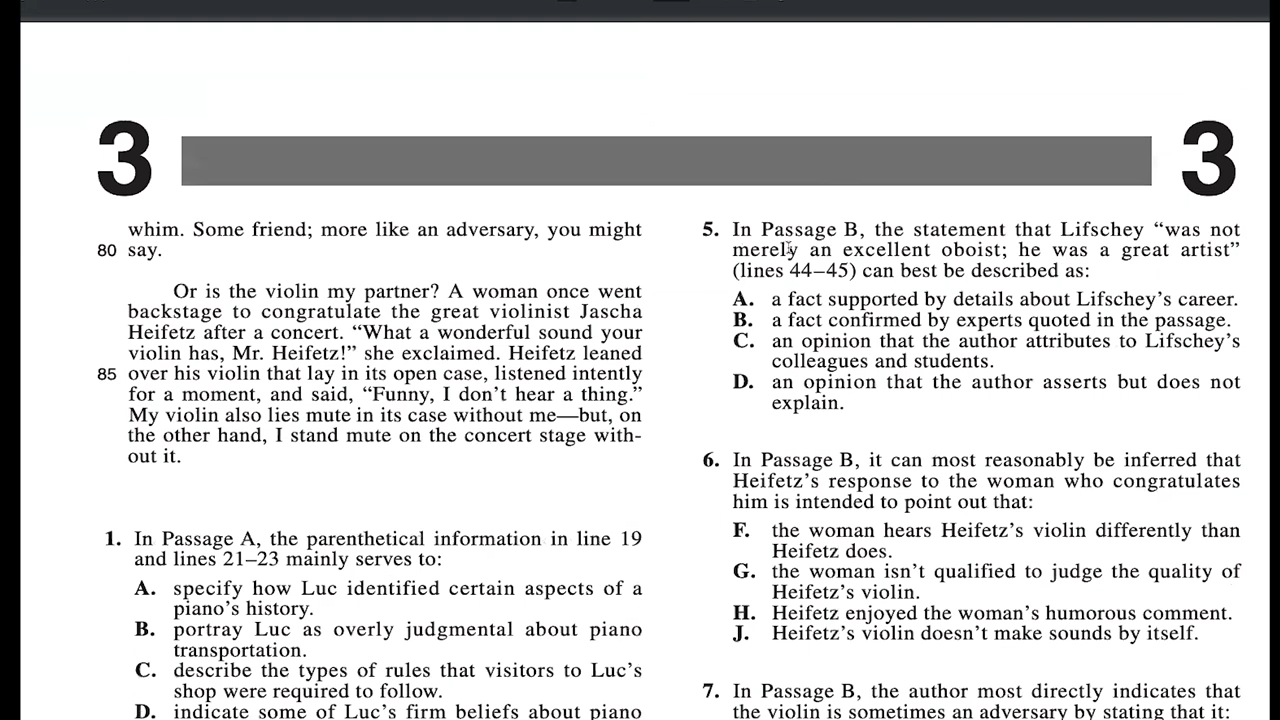 3
3
whim. Some friend; more like an adversary, you might
80 say.
Or is the violin my partner? A woman once went
backstage to congratulate the great violinist Jascha
Heifetz after a concert. “What a wonderful sound your
violin has, Mr. Heifetz!” she exclaimed. Heifetz leaned
85 over his violin that lay in its open case, listened intently
for a moment, and said, “Funny, I don’t hear a thing.”
My violin also lies mute in its case without me—but, on
the other hand, I stand mute on the concert stage with-
out it.
1. In Passage A, the parenthetical information in line 19
and lines 21–23 mainly serves to:
A. specify how Luc identified certain aspects of a
piano’s history.
B. portray Luc as overly judgmental about piano
transportation.
C. describe the types of rules that visitors to Luc’s
shop were required to follow.
D. indicate some of Luc’s firm beliefs about piano
5. In Passage B, the statement that Lifschey “was not
merely an excellent oboist; he was a great artist”
(lines 44–45) can best be described as:
A. a fact supported by details about Lifschey’s career.
B. a fact confirmed by experts quoted in the passage.
C. an opinion that the author attributes to Lifschey’s
colleagues and students.
D. an opinion that the author asserts but does not
explain.
6. In Passage B, it can most reasonably be inferred that
Heifetz’s response to the woman who congratulates
him is intended to point out that:
F. the woman hears Heifetz’s violin differently than
Heifetz does.
G. the woman isn’t qualified to judge the quality of
Heifetz’s violin.
H. Heifetz enjoyed the woman’s humorous comment.
J. Heifetz’s violin doesn’t make sounds by itself.
7. In Passage B, the author most directly indicates that
the violin is sometimes an adversary by stating that it: